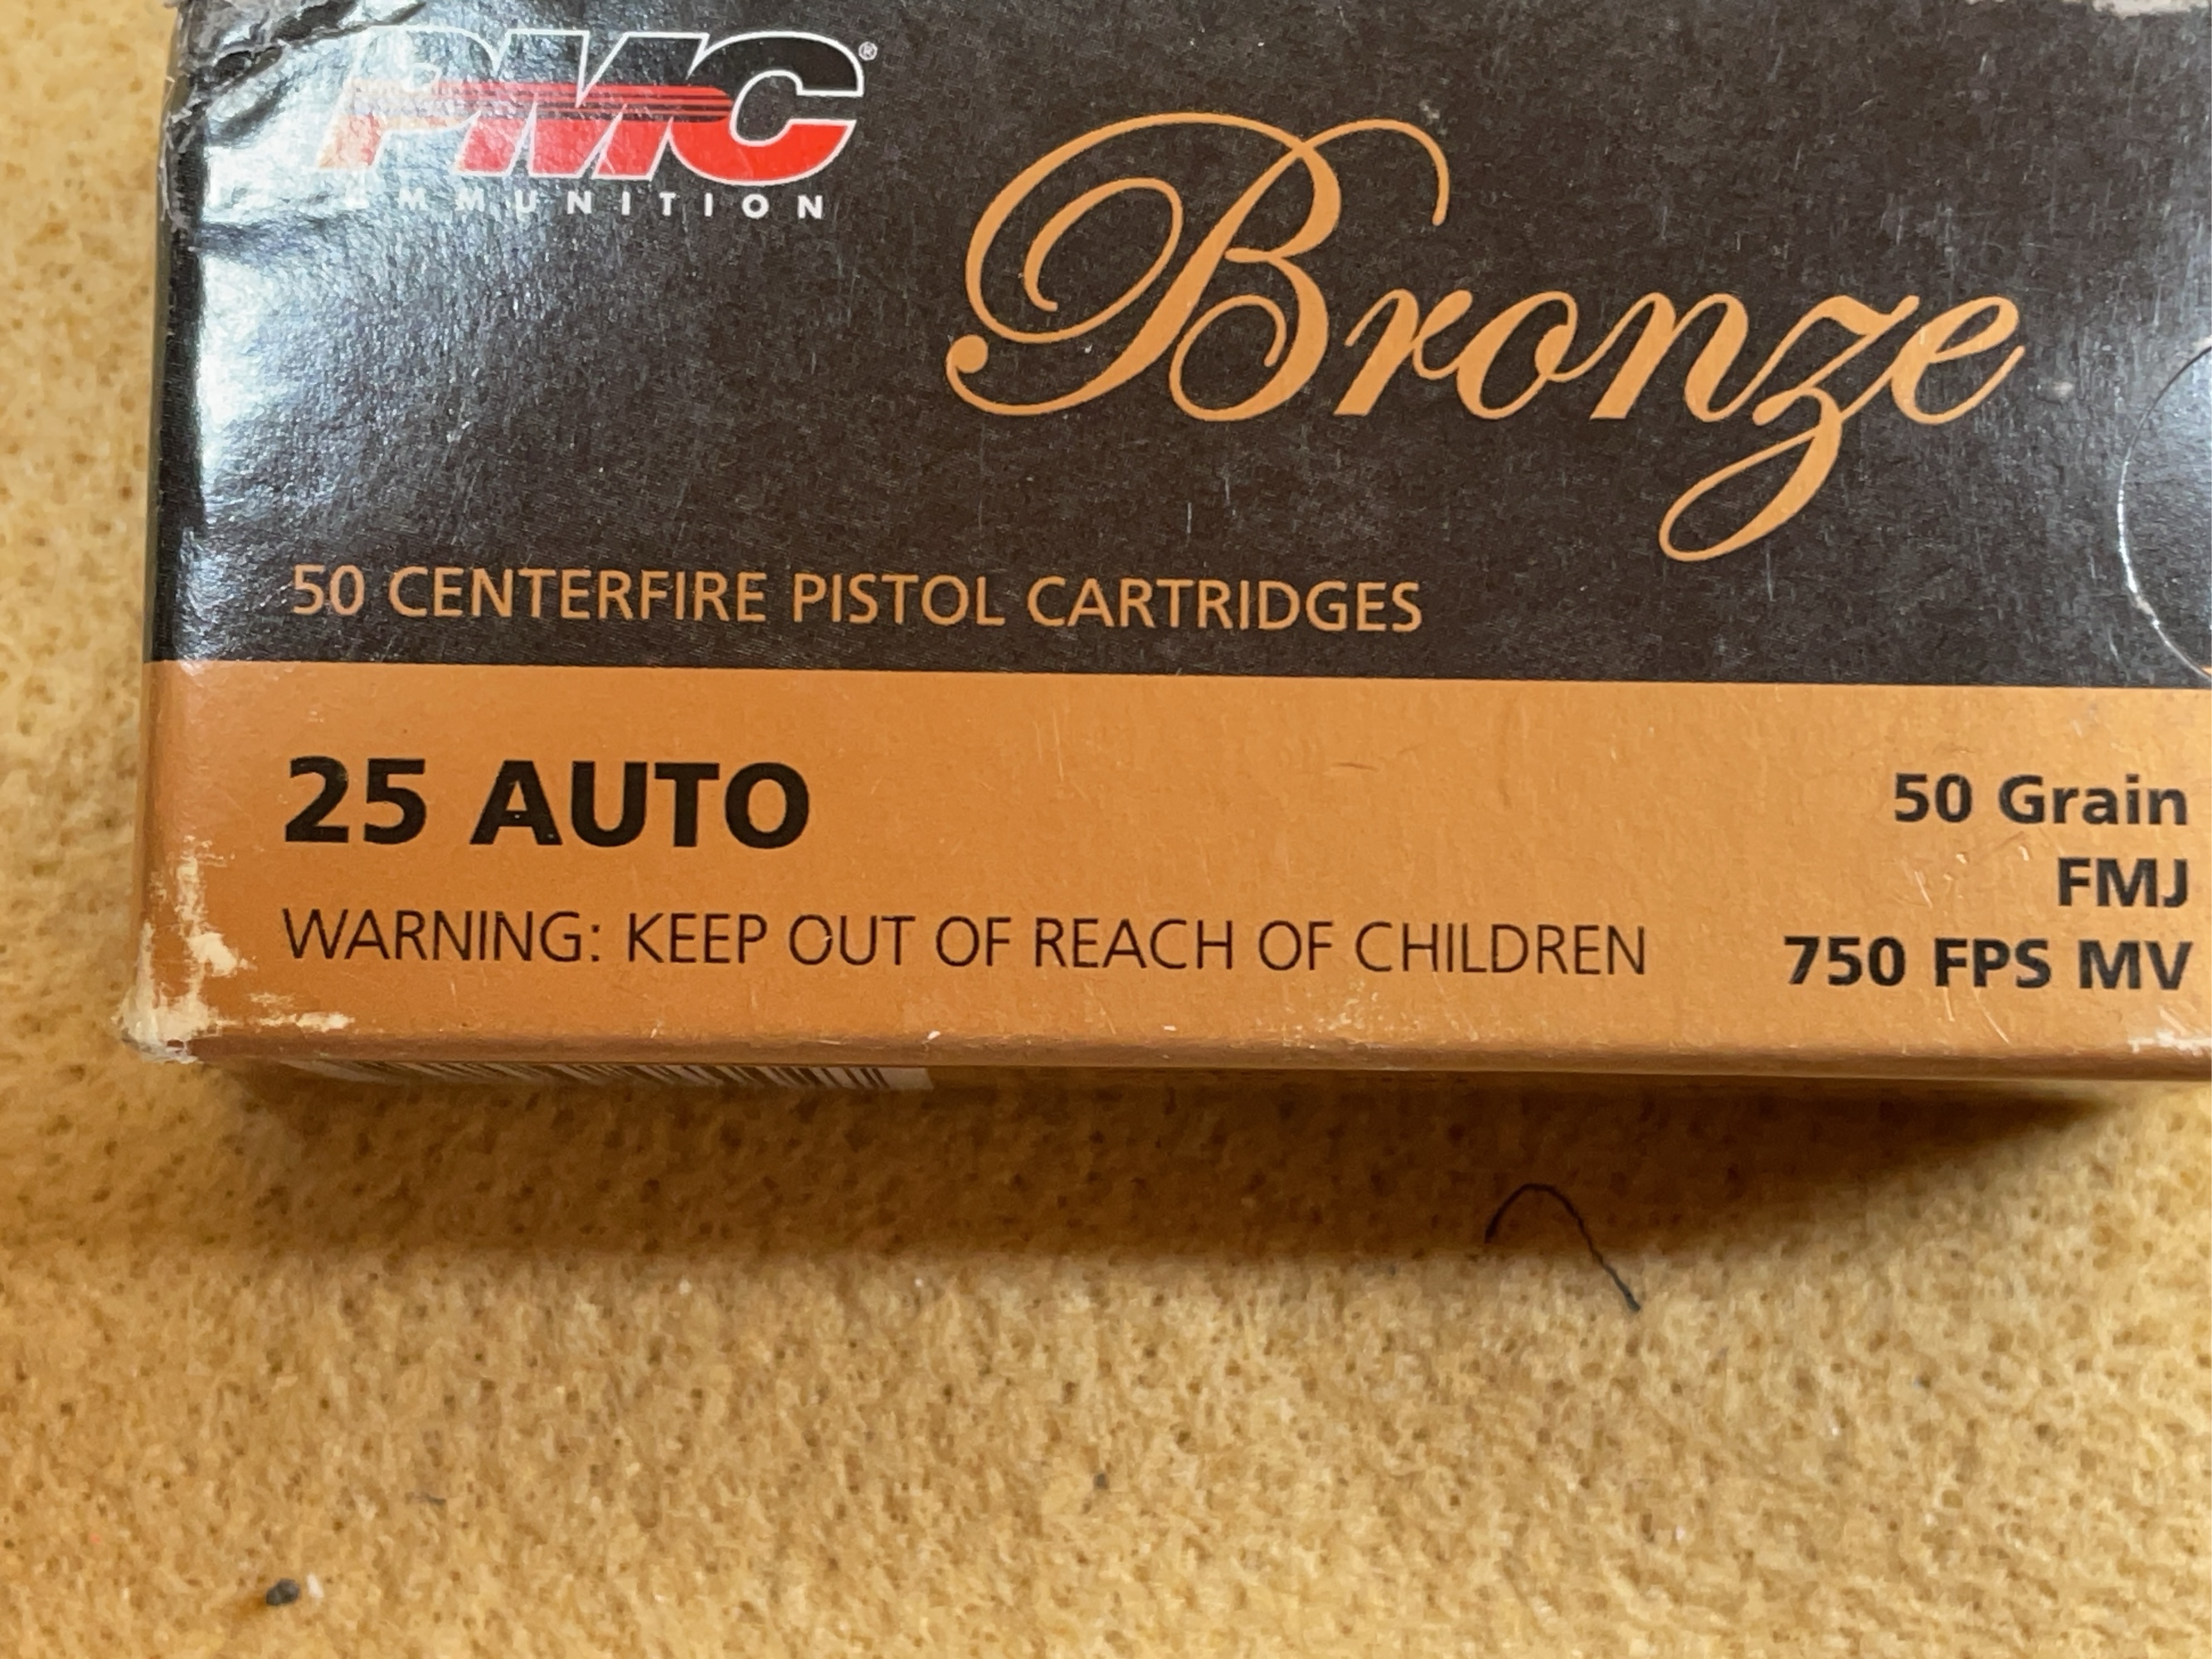 PMC®
MMUNITION
Bronze
50 CENTERFIRE PISTOL CARTRIDGES
25 AUTO
50 Grain
FMJ
WARNING: KEEP OUT OF REACH OF CHILDREN
750 FPS MV